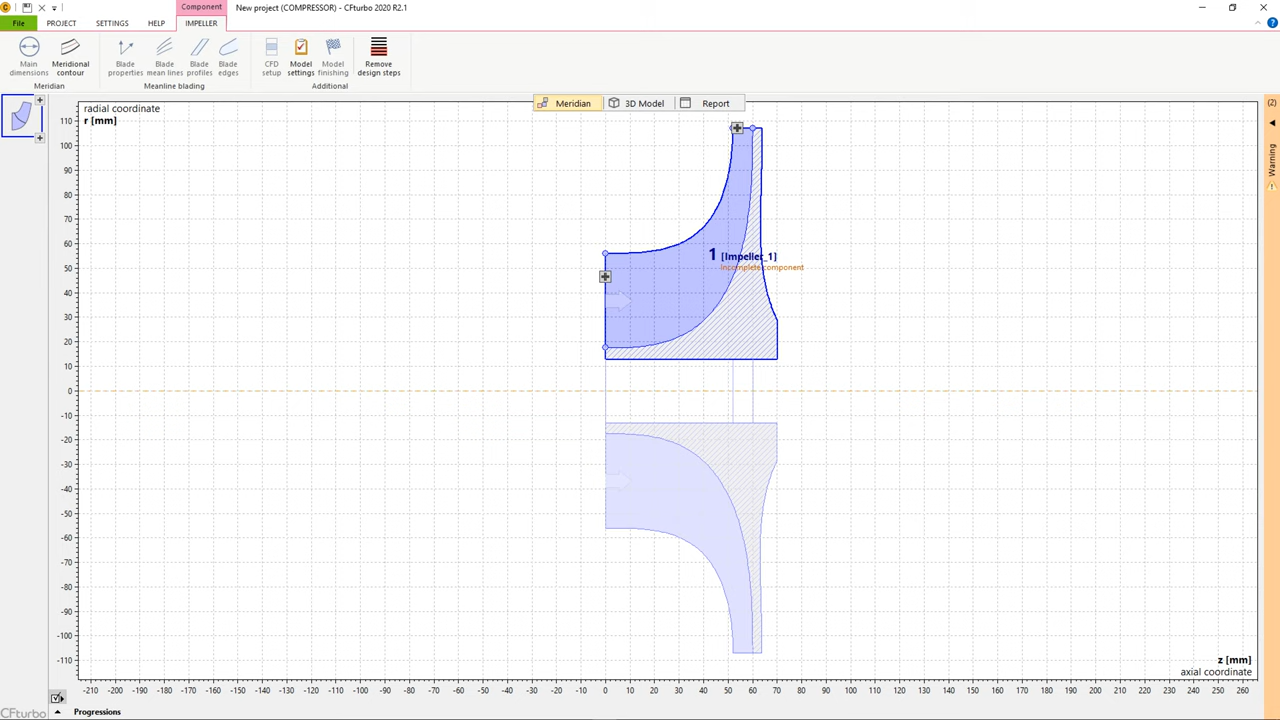 Component
New project (COMPRESSOR) - CFturbo 2020 R2.1
File PROJECT SETTINGS HELP IMPELLER
Main dimensions
Meridional contour
Blade properties
Blade mean lines
Blade profiles
Blade edges
CFD setup
Model settings
Model finishing
Remove design steps
Meridian
Meanline blading
Additional
Meridian 3D Model Report
(2)
Warning
radial coordinate
r [mm]
110
100
90
80
70
60
50
40
30
20
10
0
-10
-20
-30
-40
-50
-60
-70
-80
-90
-100
-110
1 [Impeller_1]
Incomplete component
z [mm]
axial coordinate
-210 -200 -190 -180 -170 -160 -150 -140 -130 -120 -110 -100 -90 -80 -70 -60 -50 -40 -30 -20 -10 0 10 20 30 40 50 60 70 80 90 100 110 120 130 140 150 160 170 180 190 200 210 220 230 240 250 260
CFturbo
Progressions